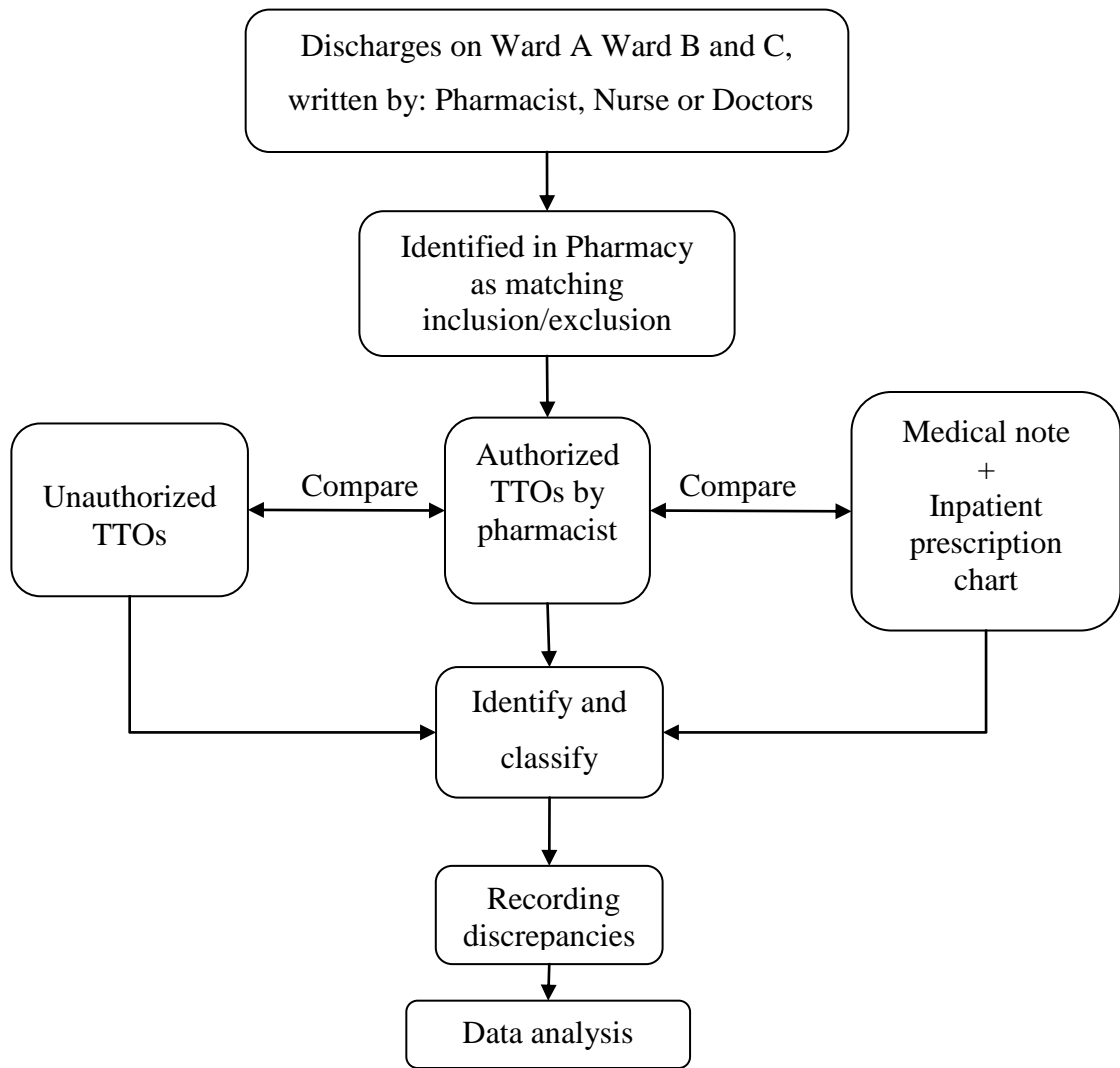 Discharges on Ward A Ward B and C,
written by: Pharmacist, Nurse or Doctors
Identified in Pharmacy
as matching
inclusion/exclusion
Unauthorized
TTOs
Compare
Authorized
TTOs by
pharmacist
Compare
Medical note
+
Inpatient
prescription
chart
Identify and
classify
Recording
discrepancies
Data analysis